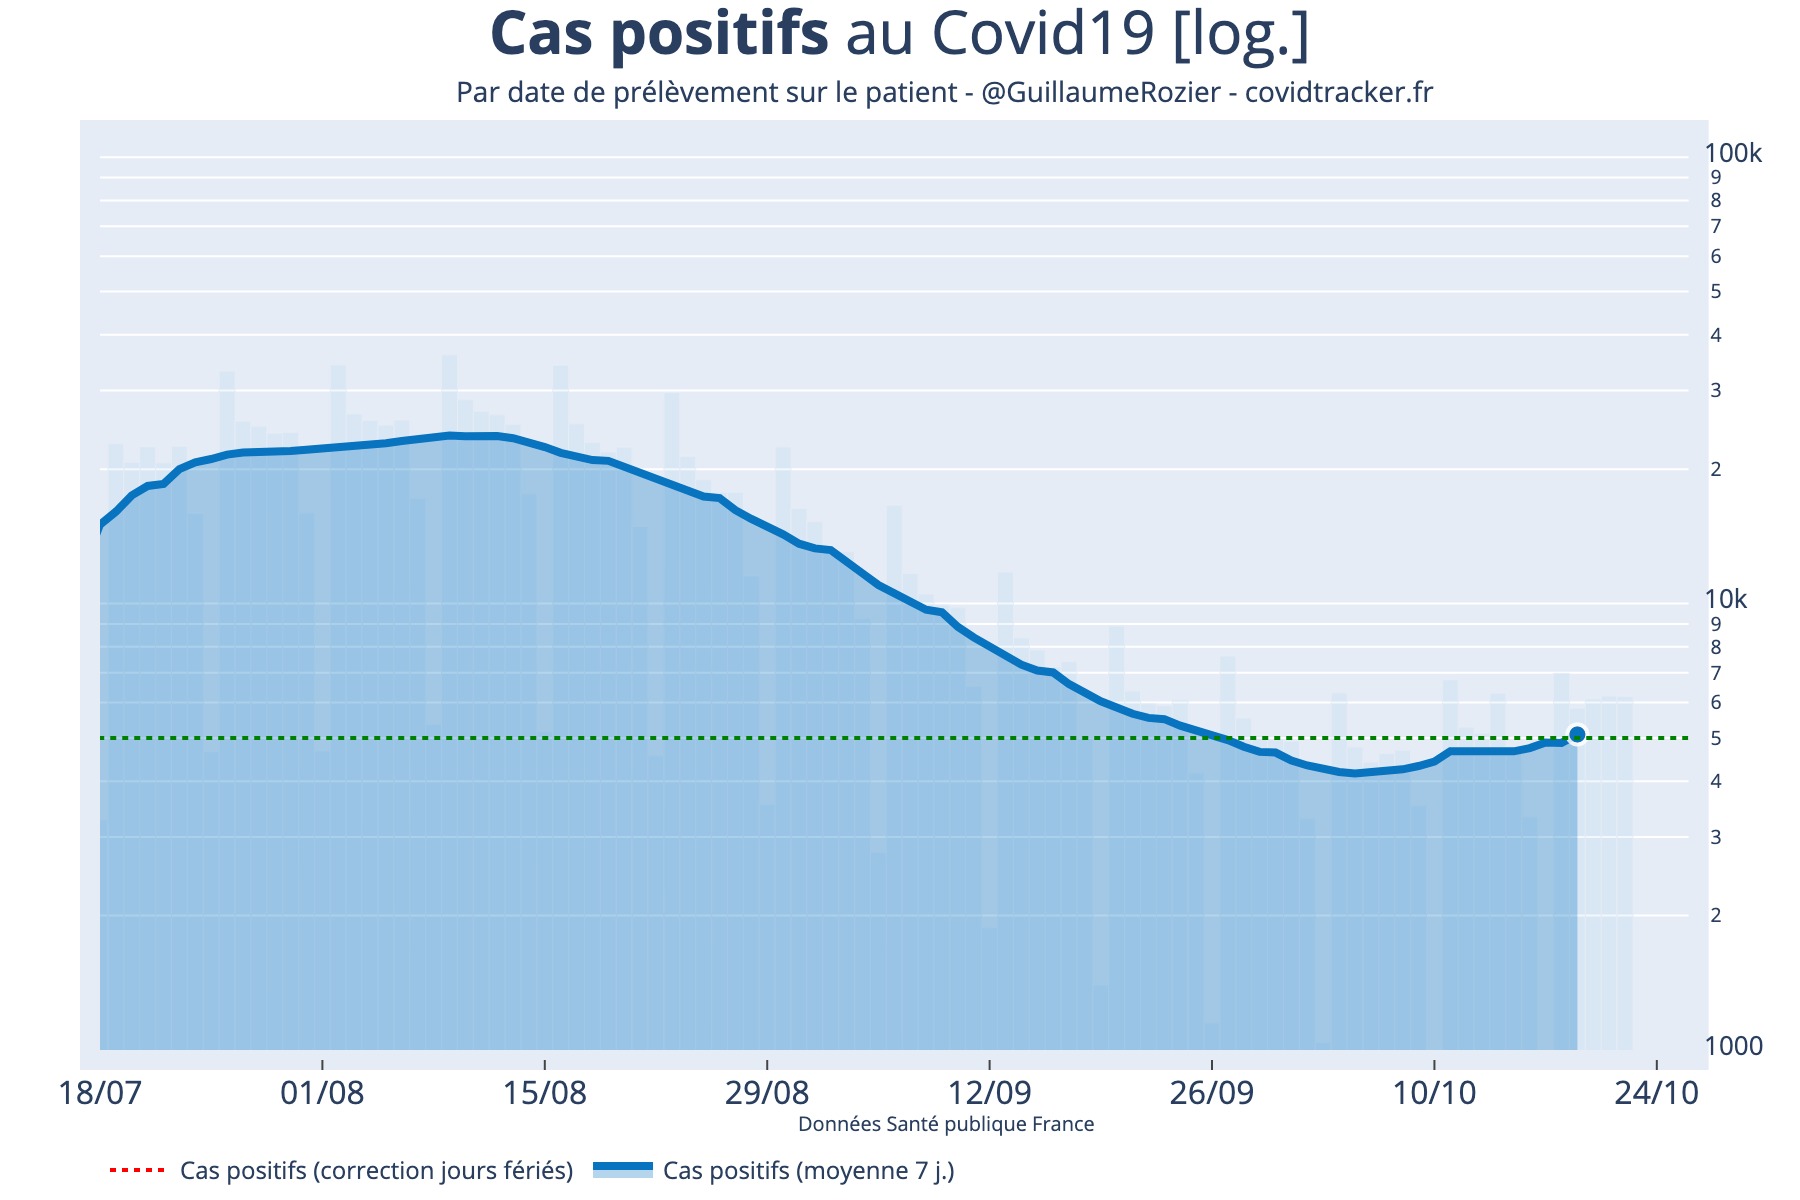 Cas positifs au Covid19 [log.]
Par date de prélèvement sur le patient - @GuillaumeRozier - covidtracker.fr
100k
9
8
7
6
5
4
3
2
10k
9
8
7
6
5
4
3
2
1000
18/07 01/08 15/08 29/08 12/09 26/09 10/10 24/10
Données Santé publique France
Cas positifs (correction jours fériés) Cas positifs (moyenne 7 j.)